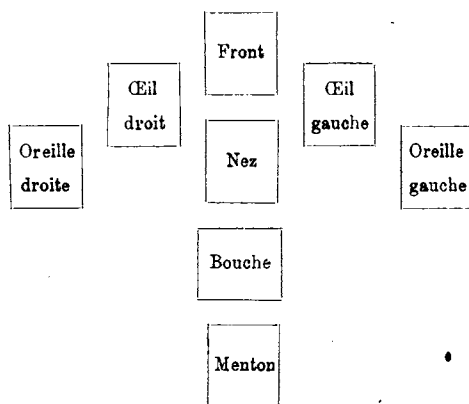 Front
Œil
droit
Œil
gauche
Oreille
droite
Nez
Oreille
gauche
Bouche
Menton